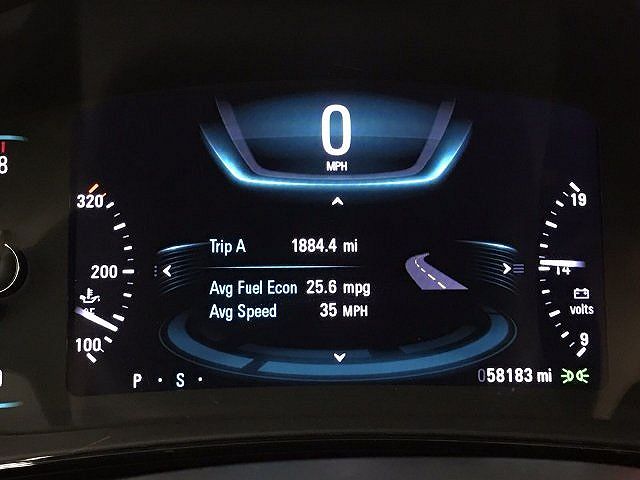 0
MPH
8
320
19
Trip A 1884.4 mi
200
14
Avg Fuel Econ 25.6 mpg
Avg Speed 35 MPH
volts
100
9
P · S ·
058183 mi